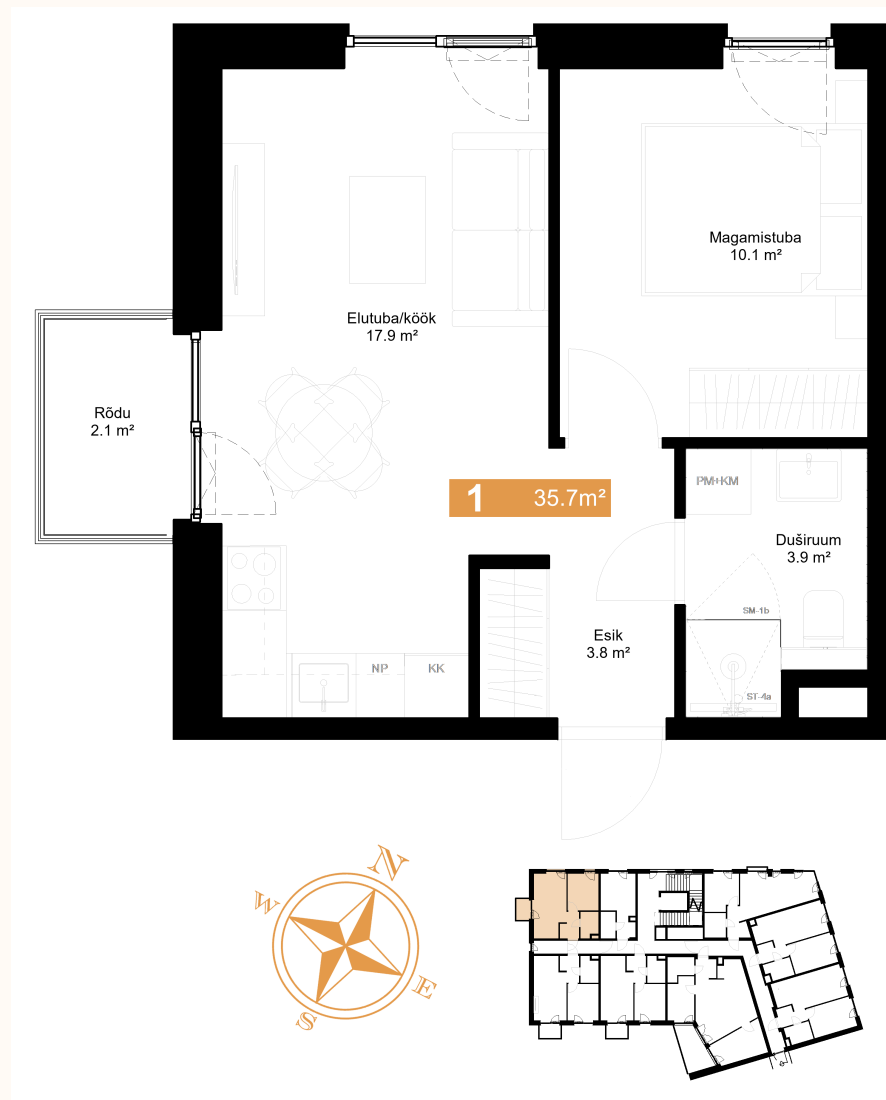 Magamistuba
10.1 m²
Elutuba/köök
17.9 m²
Rõdu
2.1 m²
1 35.7m²
PM+KM
Duširuum
3.9 m²
SM-1b
Esik
3.8 m²
NP
KK
ST-4a
N
W
E
S